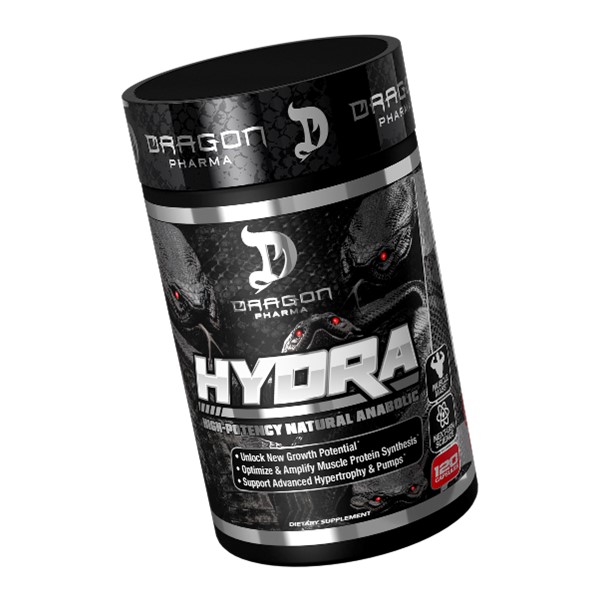 DRAGON
PHARMA
D
DRAGON
D
DRAGON
PHARMA
HYDRA
HIGH-POTENCY NATURAL ANABOLIC
• Unlock New Growth Potential*
• Optimize & Amplify Muscle Protein Synthesis*
• Support Advanced Hypertrophy & Pumps*
120
CAPSULES
DIETARY SUPPLEMENT